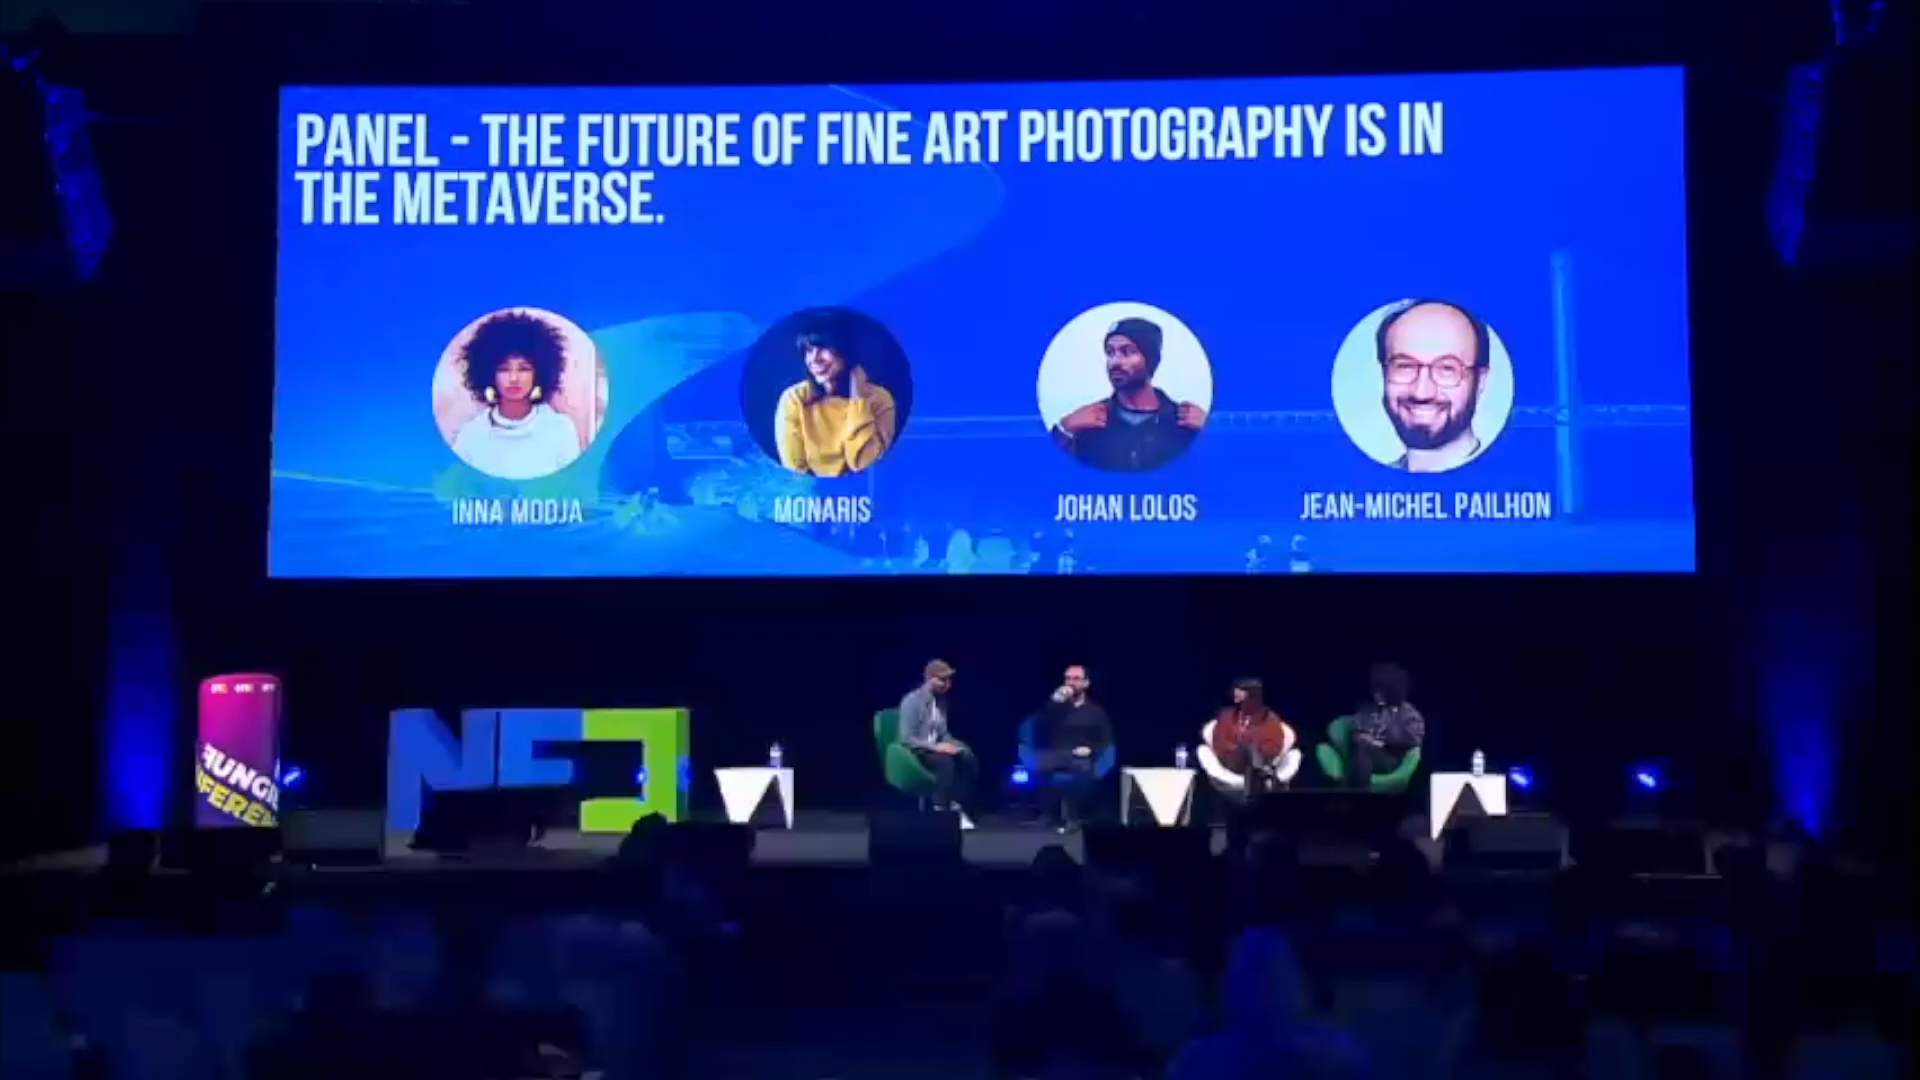 PANEL - THE FUTURE OF FINE ART PHOTOGRAPHY IS IN
THE METAVERSE.
INNA MODJA
MONARIS
JOHAN LOLOS
JEAN-MICHEL PAILHON
NF